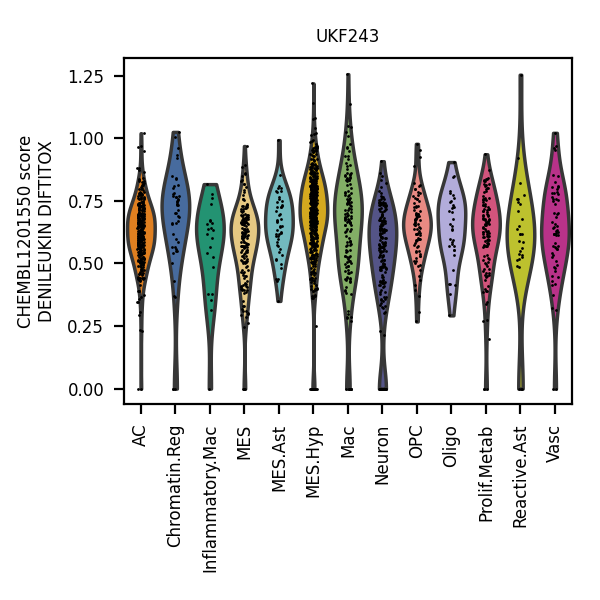 UKF243
CHEMBL1201550 score
DENILEUKIN DIFTITOX
1.25
1.00
0.75
0.50
0.25
0.00
AC
Chromatin.Reg
Inflammatory.Mac
MES
MES.Ast
MES.Hyp
Mac
Neuron
OPC
Oligo
Prolif.Metab
Reactive.Ast
Vasc